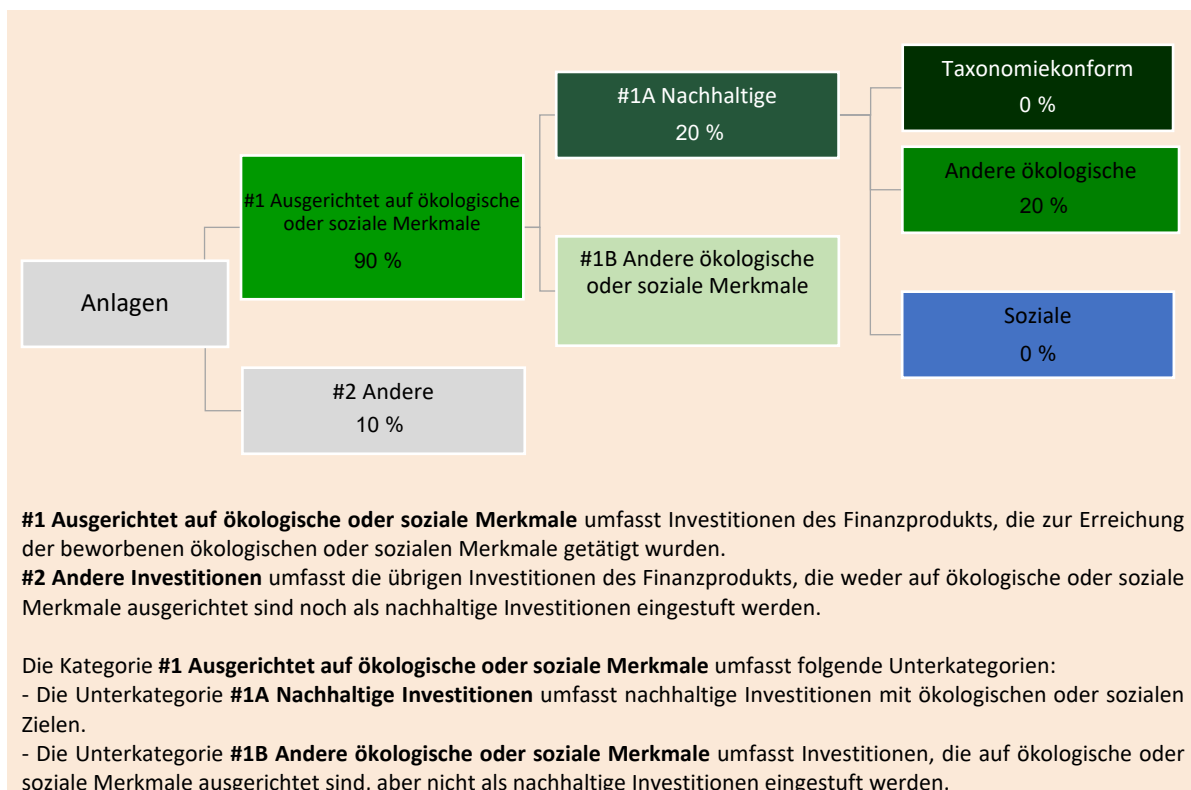 Anlagen
#1 Ausgerichtet auf ökologische
oder soziale Merkmale
90 %
#2 Andere
10 %
#1A Nachhaltige
20 %
#1B Andere ökologische
oder soziale Merkmale
Taxonomiekonform
0 %
Andere ökologische
20 %
Soziale
0 %
#1 Ausgerichtet auf ökologische oder soziale Merkmale umfasst Investitionen des Finanzprodukts, die zur Erreichung
der beworbenen ökologischen oder sozialen Merkmale getätigt wurden.
#2 Andere Investitionen umfasst die übrigen Investitionen des Finanzprodukts, die weder auf ökologische oder soziale
Merkmale ausgerichtet sind noch als nachhaltige Investitionen eingestuft werden.
Die Kategorie #1 Ausgerichtet auf ökologische oder soziale Merkmale umfasst folgende Unterkategorien:
- Die Unterkategorie #1A Nachhaltige Investitionen umfasst nachhaltige Investitionen mit ökologischen oder sozialen
Zielen.
- Die Unterkategorie #1B Andere ökologische oder soziale Merkmale umfasst Investitionen, die auf ökologische oder
soziale Merkmale ausgerichtet sind, aber nicht als nachhaltige Investitionen eingestuft werden.